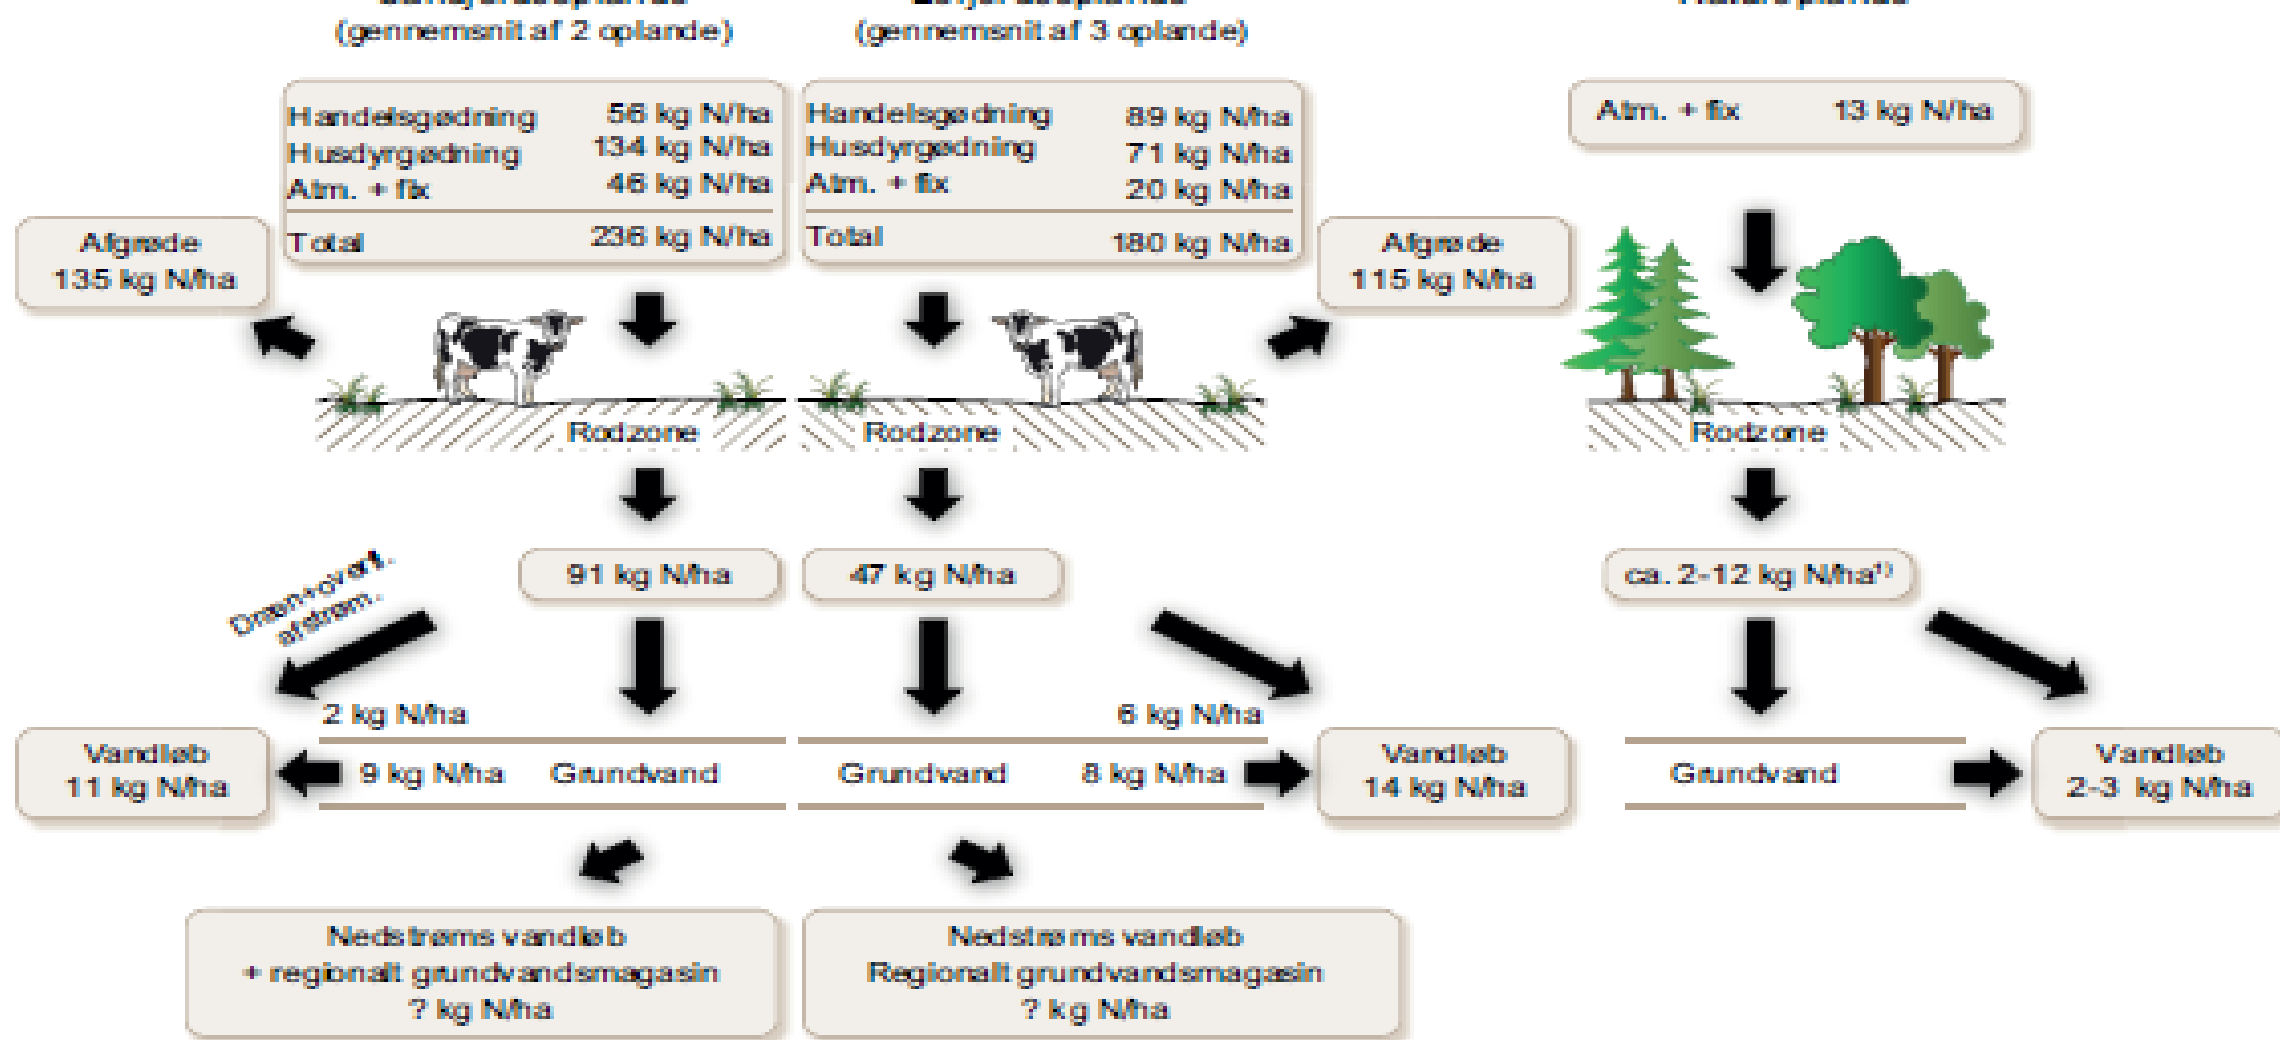 (gennemsnit af 2 oplande)
Handelsgødning 56 kg N/ha
Husdyrgødning 134 kg N/ha
Atm. + fix 46 kg N/ha
Total 236 kg N/ha
Afgrøde
135 kg N/ha
Rodzone
91 kg N/ha
Dræn+overfl.
afstrøm.
2 kg N/ha
Vandløb
11 kg N/ha
9 kg N/ha Grundvand
Nedstrøms vandløb
+ regionalt grundvandsmagasin
? kg N/ha
(gennemsnit af 3 oplande)
Handelsgødning 89 kg N/ha
Husdyrgødning 71 kg N/ha
Atm. + fix 20 kg N/ha
Total 180 kg N/ha
Afgrøde
115 kg N/ha
Rodzone
47 kg N/ha
6 kg N/ha
Grundvand 8 kg N/ha
Vandløb
14 kg N/ha
Nedstrøms vandløb
Regionalt grundvandsmagasin
? kg N/ha
Atm. + fix 13 kg N/ha
Rodzone
ca. 2-12 kg N/ha¹⁾
Grundvand
Vandløb
2-3 kg N/ha